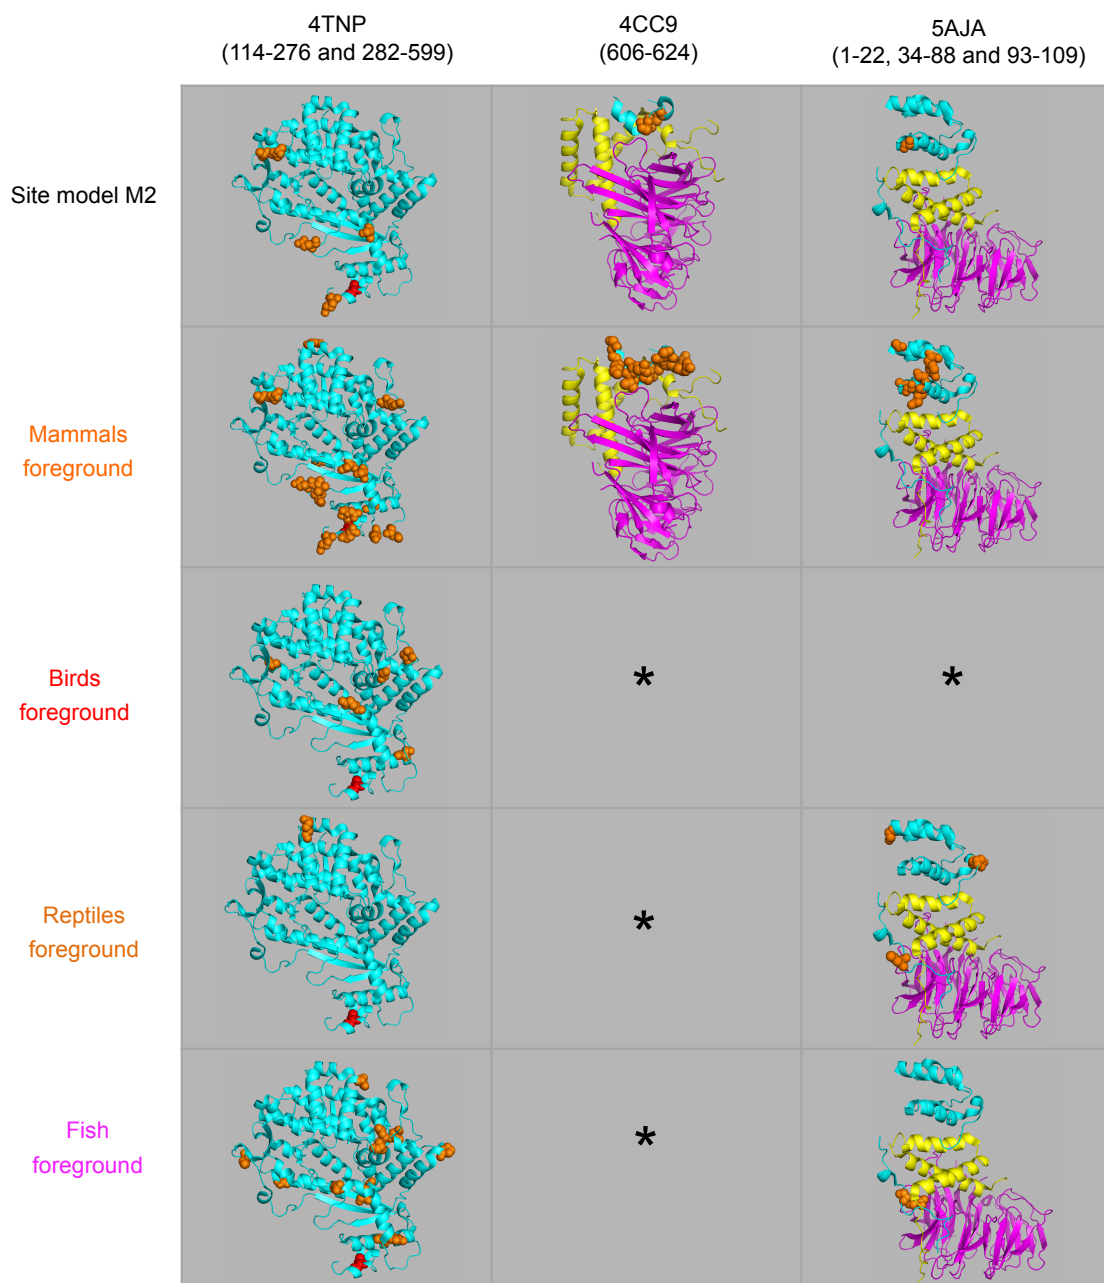 4TNP
(114-276 and 282-599)
4CC9
(606-624)
5AJA
(1-22, 34-88 and 93-109)
Site model M2
Mammals
foreground
Birds
foreground
*
*
Reptiles
foreground
*
Fish
foreground
*